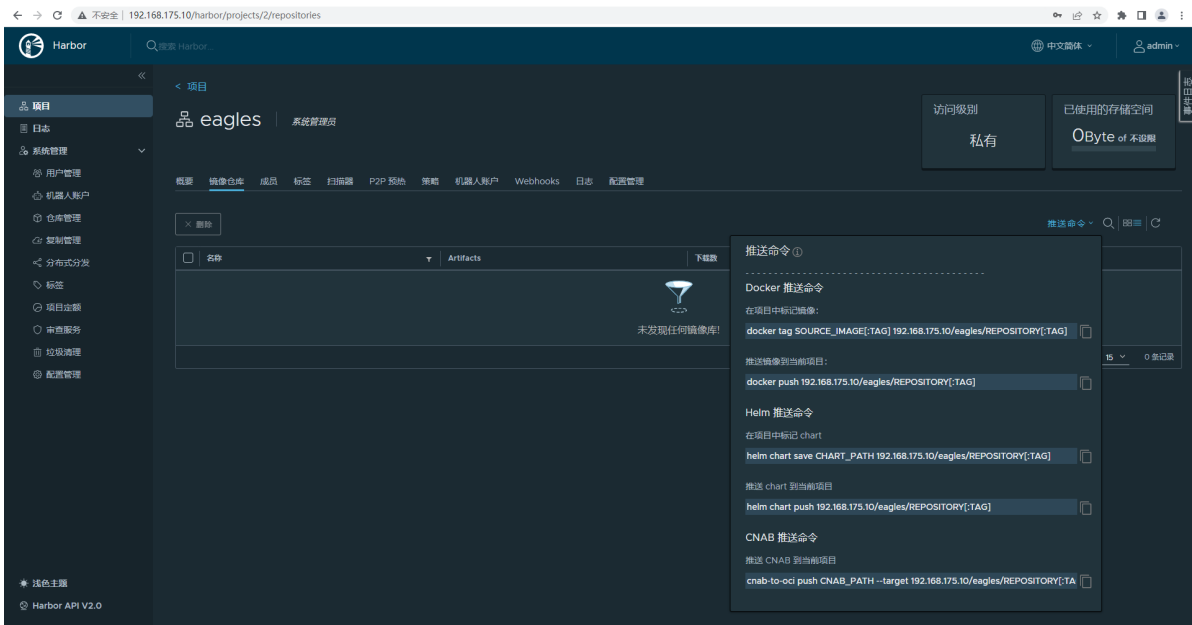 不安全 192.168.175.10/harbor/projects/2/repositories
Harbor
搜索 Harbor...
中文简体
admin
项目
日志
系统管理
用户管理
机器人账户
仓库管理
复制管理
分布式分发
标签
项目定额
审查服务
垃圾清理
配置管理
浅色主题
Harbor API V2.0
< 项目
eagles
系统管理员
访问级别
私有
已使用的存储空间
0Byte of 不设限
事件日志
概要 镜像仓库 成员 标签 扫描器 P2P 预热 策略 机器人账户 Webhooks 日志 配置管理
删除
推送命令
名称 Artifacts 下载数
未发现任何镜像库!
15 0 条记录
推送命令
Docker 推送命令
在项目中标记镜像:
docker tag SOURCE_IMAGE[:TAG] 192.168.175.10/eagles/REPOSITORY[:TAG]
推送镜像到当前项目:
docker push 192.168.175.10/eagles/REPOSITORY[:TAG]
Helm 推送命令
在项目中标记 chart
helm chart save CHART_PATH 192.168.175.10/eagles/REPOSITORY[:TAG]
推送 chart 到当前项目
helm chart push 192.168.175.10/eagles/REPOSITORY[:TAG]
CNAB 推送命令
推送 CNAB 到当前项目
cnab-to-oci push CNAB_PATH --target 192.168.175.10/eagles/REPOSITORY[:TA